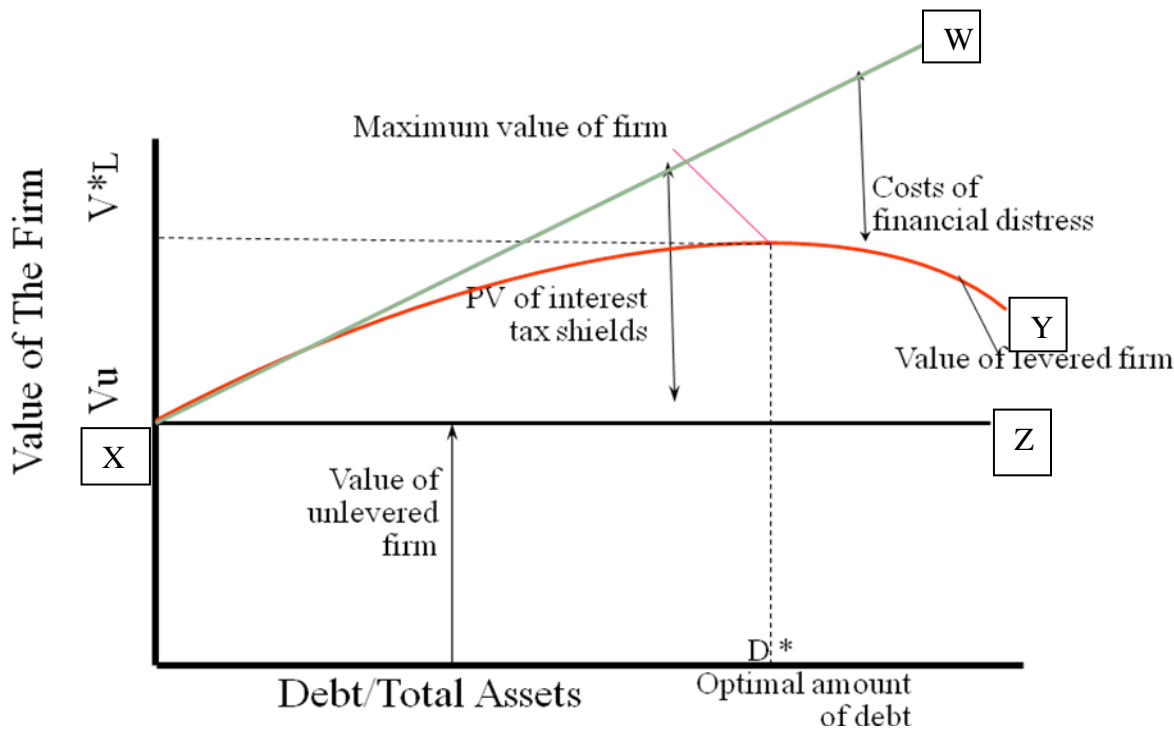 W
Maximum value of firm
Value of The Firm
V*L
Costs of
financial distress
PV of interest
tax shields
Y
Value of levered firm
Vu
X
Z
Value of
unlevered
firm
D *
Debt/Total Assets
Optimal amount
of debt